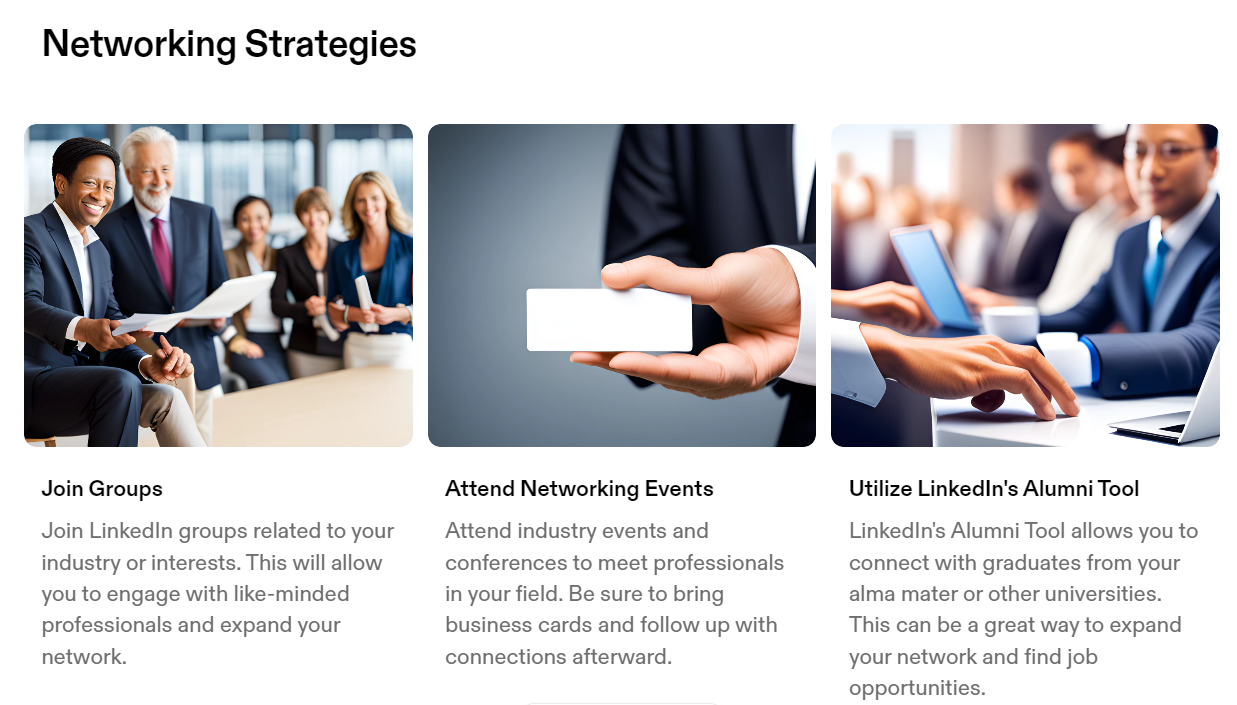 Networking Strategies
Join Groups
Join LinkedIn groups related to your
industry or interests. This will allow
you to engage with like-minded
professionals and expand your
network.
Attend Networking Events
Attend industry events and
conferences to meet professionals
in your field. Be sure to bring
business cards and follow up with
connections afterward.
Utilize LinkedIn's Alumni Tool
LinkedIn's Alumni Tool allows you to
connect with graduates from your
alma mater or other universities.
This can be a great way to expand
your network and find job
opportunities.